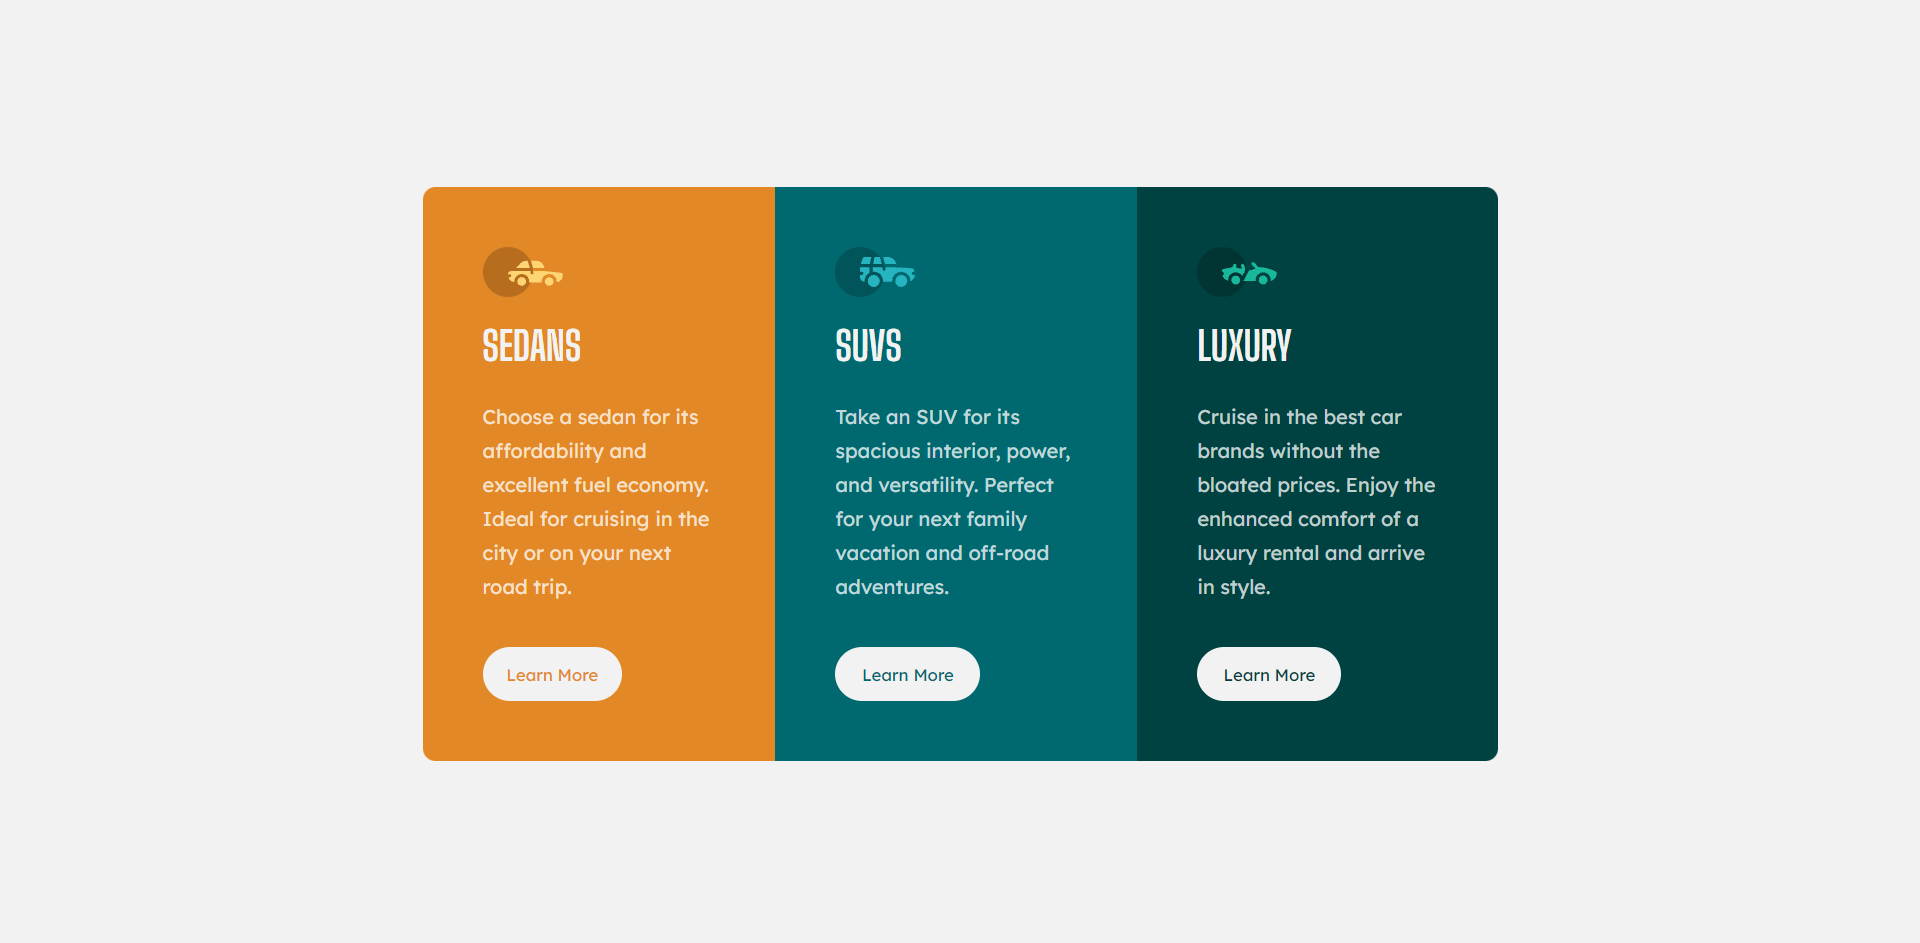 SEDANS
Choose a sedan for its
affordability and
excellent fuel economy.
Ideal for cruising in the
city or on your next
road trip.
Learn More
SUVS
Take an SUV for its
spacious interior, power,
and versatility. Perfect
for your next family
vacation and off-road
adventures.
Learn More
LUXURY
Cruise in the best car
brands without the
bloated prices. Enjoy the
enhanced comfort of a
luxury rental and arrive
in style.
Learn More